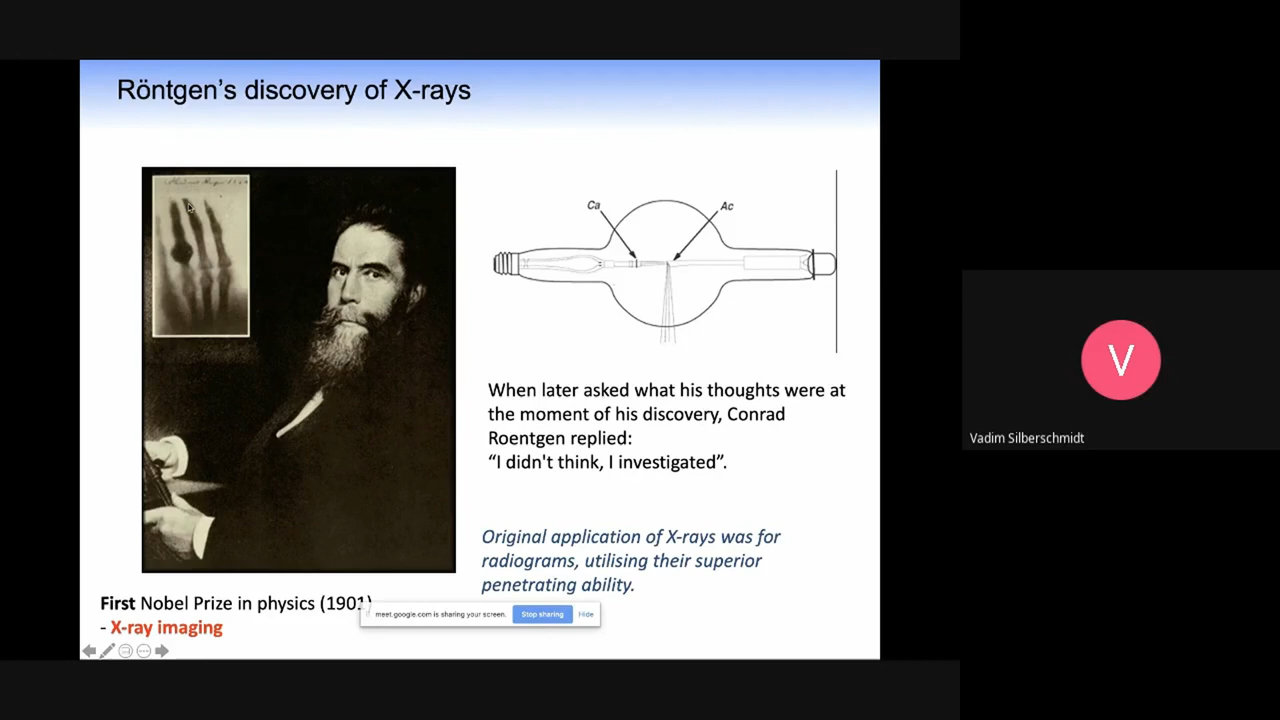 Röntgen’s discovery of X-rays
Ca
Ac
When later asked what his thoughts were at
the moment of his discovery, Conrad
Roentgen replied:
“I didn't think, I investigated”.
Original application of X-rays was for
radiograms, utilising their superior
penetrating ability.
First Nobel Prize in physics (1901)
- X-ray imaging
meet.google.com is sharing your screen.
Stop sharing
Hide
V
Vadim Silberschmidt